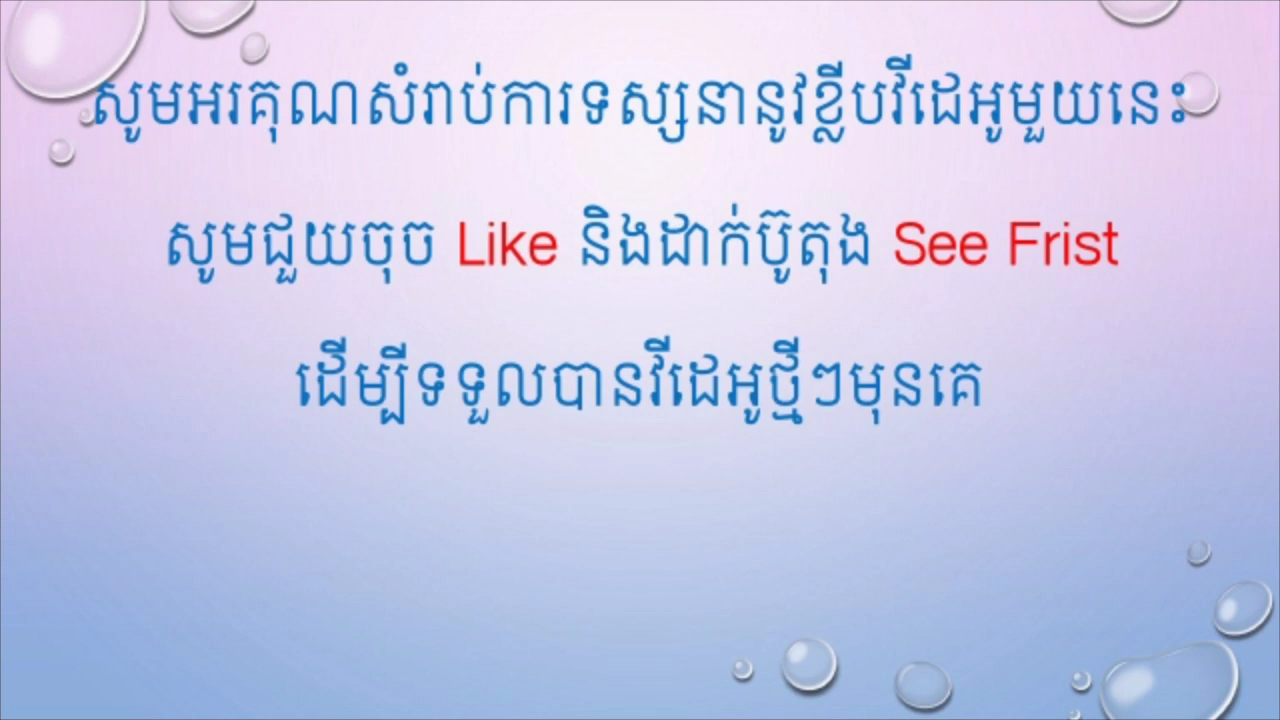 សូមអរគុណសំរាប់ការទស្សនានូវខ្លីបវីដេអូមួយនេះ
សូមជួយចុច Like និងដាក់ប៊ូតុង See Frist
ដើម្បីទទួលបានវីដេអូថ្មីៗមុនគេ